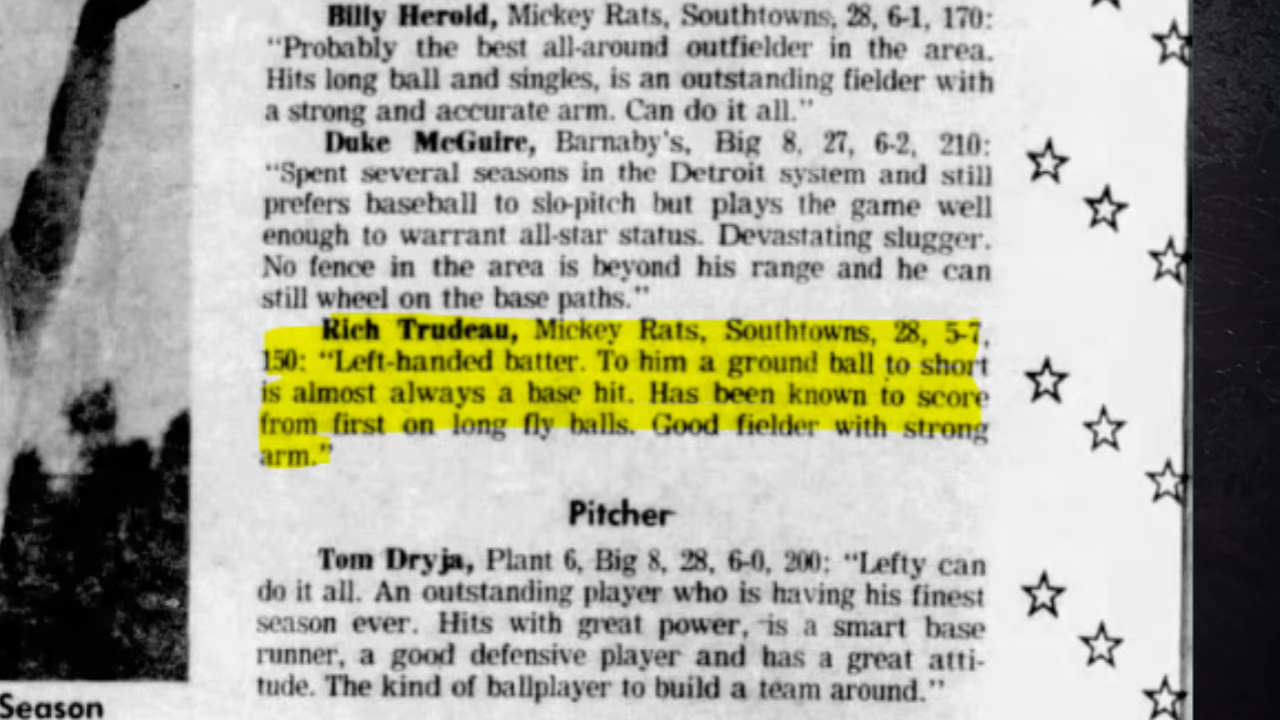 Billy Herold, Mickey Rats, Southtowns, 28, 6-1, 170:
"Probably the best all-around outfielder in the area.
Hits long ball and singles, is an outstanding fielder with
a strong and accurate arm. Can do it all."
Duke McGuire, Barnaby's, Big 8, 27, 6-2, 210:
"Spent several seasons in the Detroit system and still
prefers baseball to slo-pitch but plays the game well
enough to warrant all-star status. Devastating slugger.
No fence in the area is beyond his range and he can
still wheel on the base paths."
Rich Trudeau, Mickey Rats, Southtowns, 28, 5-7,
150: "Left-handed batter. To him a ground ball to short
is almost always a base hit. Has been known to score
from first on long fly balls. Good fielder with strong
arm."
Pitcher
Tom Dryja, Plant 6, Big 8, 28, 6-0, 200: "Lefty can
do it all. An outstanding player who is having his finest
season ever. Hits with great power, is a smart base
runner, a good defensive player and has a great atti-
tude. The kind of ballplayer to build a team around."
Season